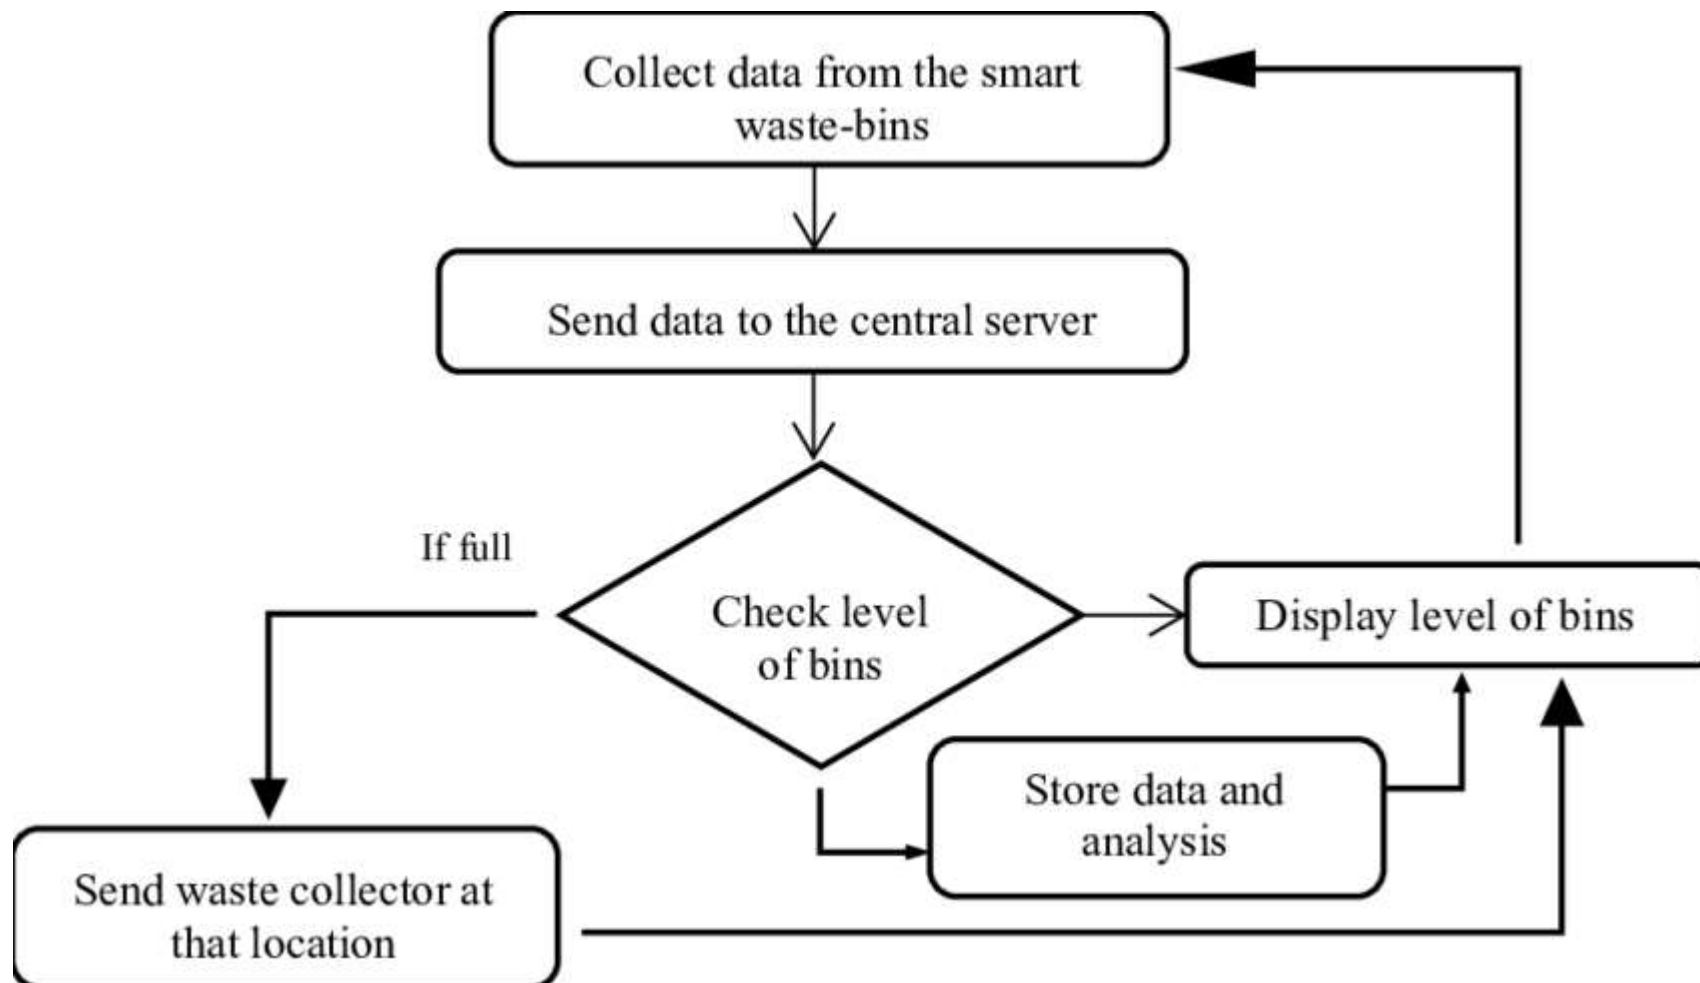 Collect data from the smart
waste-bins
Send data to the central server
If full
Check level
of bins
Display level of bins
Store data and
analysis
Send waste collector at
that location